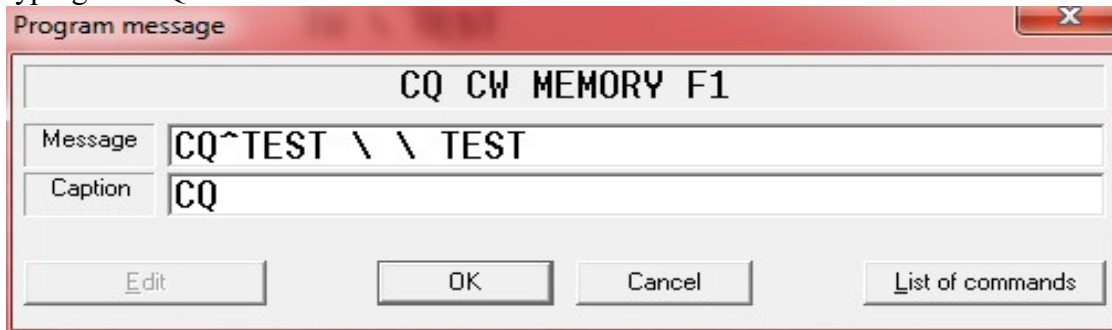 Program message
CQ CW MEMORY F1
Message CQ^TEST \ \ TEST
Caption CQ
Edit OK Cancel List of commands